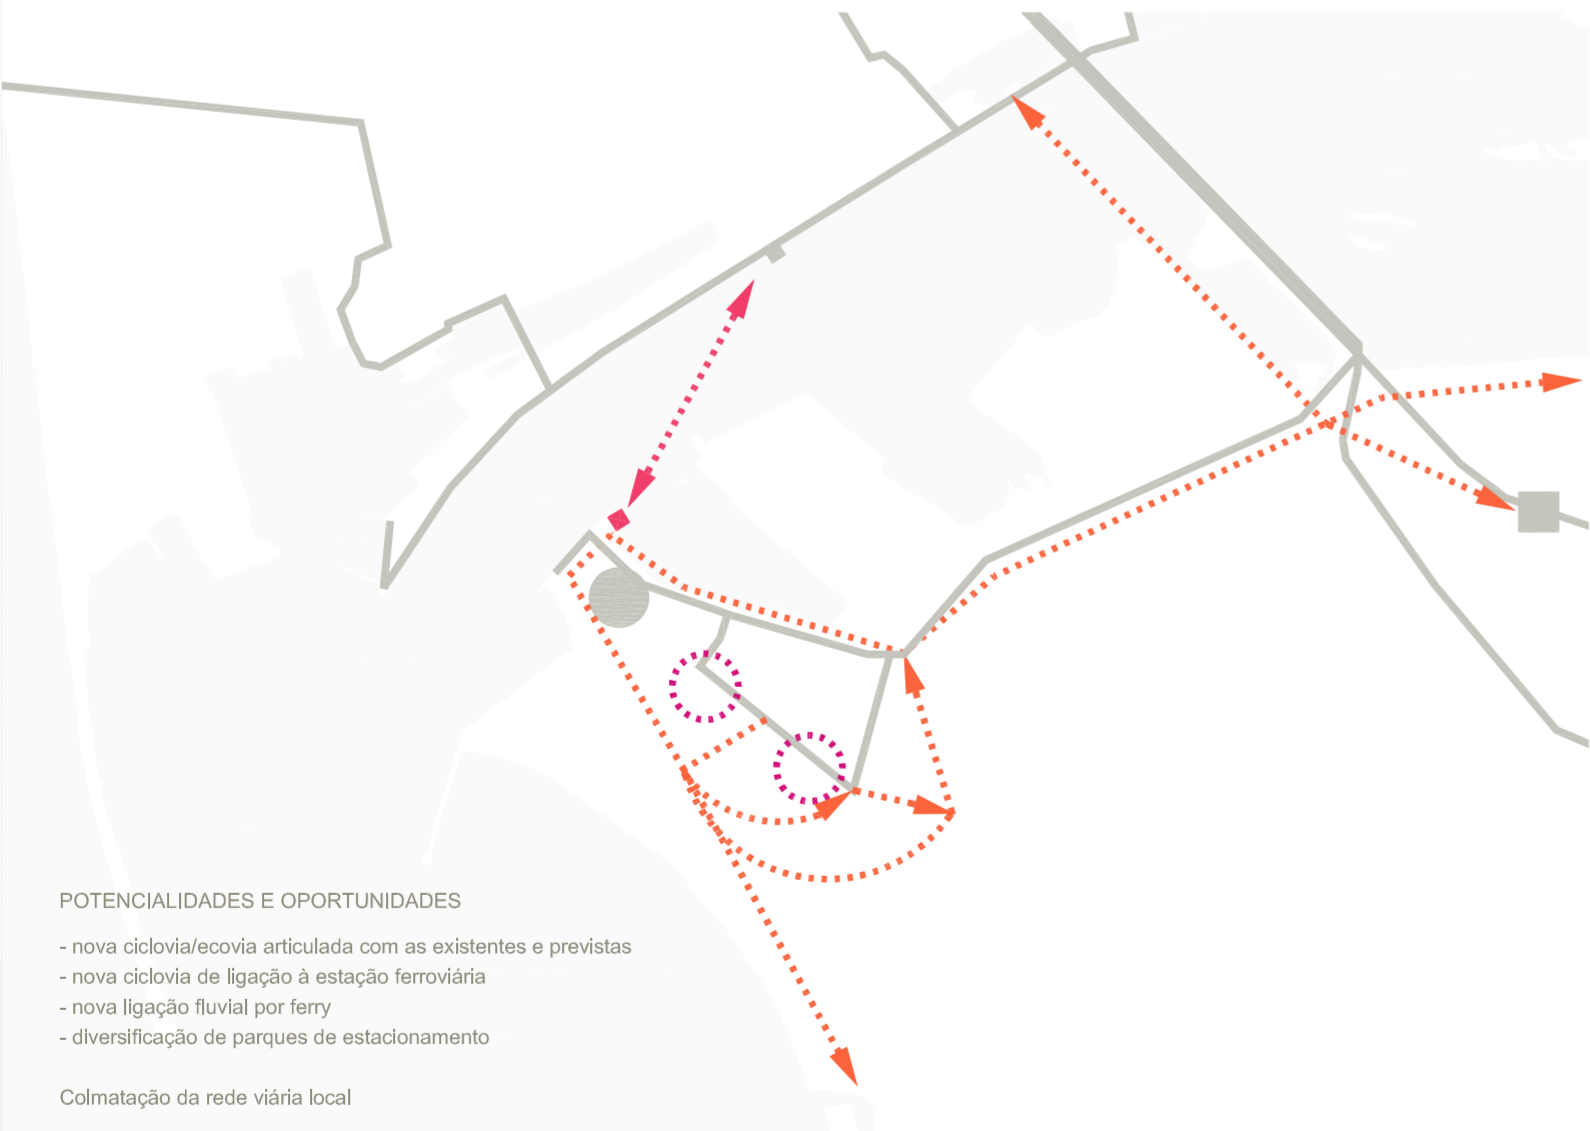 POTENCIALIDADES E OPORTUNIDADES
- nova ciclovia/ecovia articulada com as existentes e previstas
- nova ciclovia de ligação à estação ferroviária
- nova ligação fluvial por ferry
- diversificação de parques de estacionamento
Colmatação da rede viária local